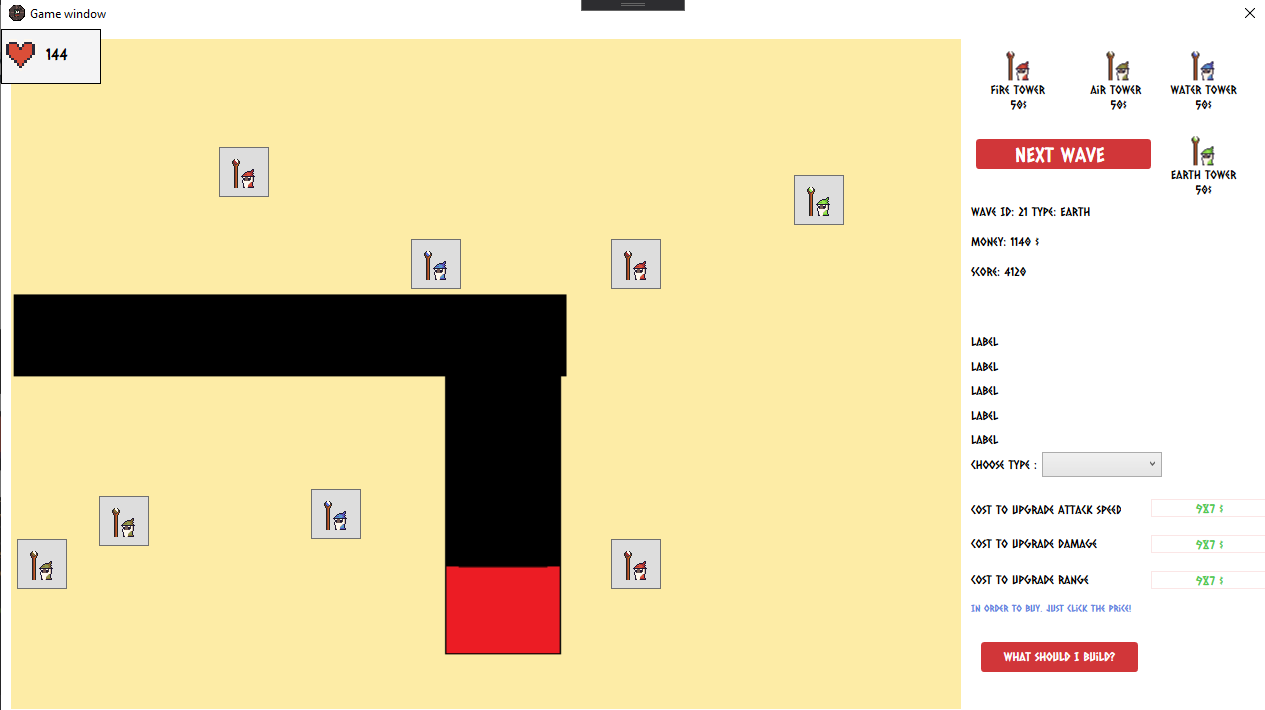 Game window
144
FIRE TOWER
50$
AIR TOWER
50$
WATER TOWER
50$
NEXT WAVE
EARTH TOWER
50$
WAVE ID: 21 TYPE: EARTH
MONEY: 1140 $
SCORE: 4120
LABEL
LABEL
LABEL
LABEL
LABEL
CHOOSE TYPE :
COST TO UPGRADE ATTACK SPEED
987 $
COST TO UPGRADE DAMAGE
987 $
COST TO UPGRADE RANGE
987 $
IN ORDER TO BUY, JUST CLICK THE PRICE!
WHAT SHOULD I BUILD?